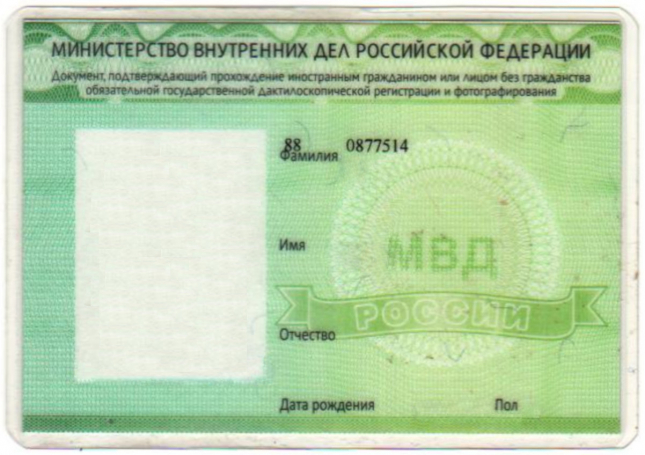 МИНИСТЕРСТВО ВНУТРЕННИХ ДЕЛ РОССИЙСКОЙ ФЕДЕРАЦИИ
Документ, подтверждающий прохождение иностранным гражданином или лицом без гражданства
обязательной государственной дактилоскопической регистрации и фотографирования
88 0877514
Фамилия
Имя
МВД
РОССИИ
Отчество
Дата рождения Пол